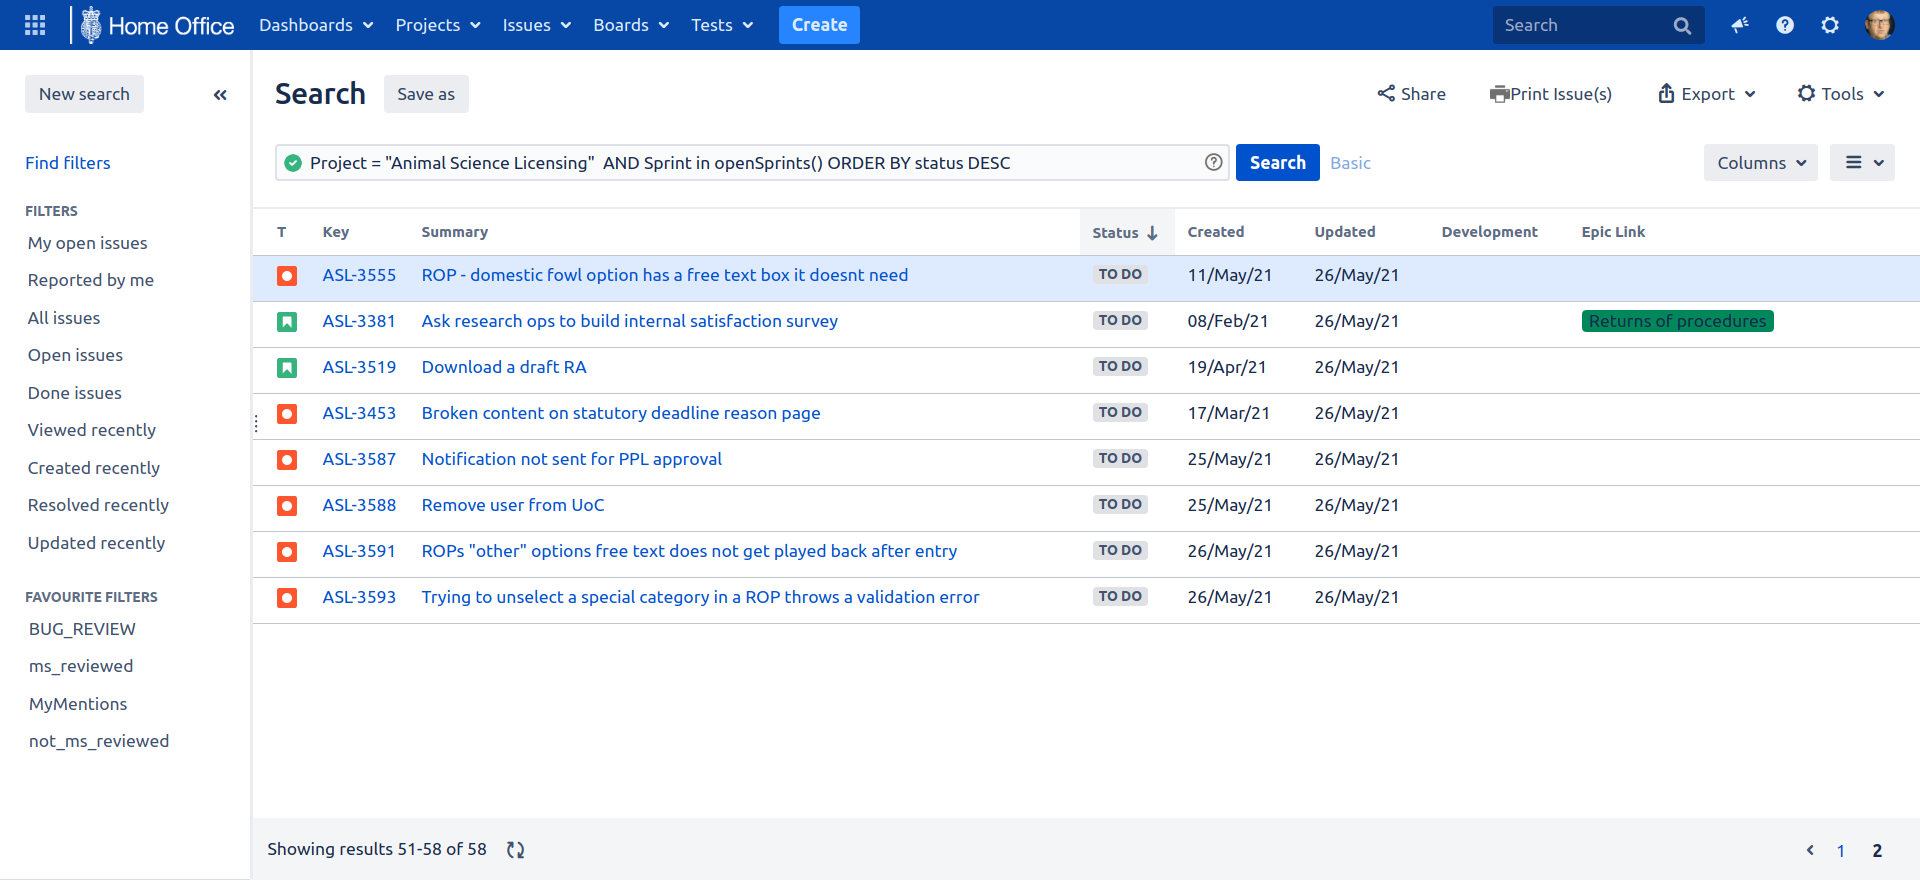 Home Office Dashboards Projects Issues Boards Tests Create Search
New search
Search Save as Share Print Issue(s) Export Tools
Find filters
Project = "Animal Science Licensing"  AND Sprint in openSprints() ORDER BY status DESC Search Basic Columns
FILTERS
My open issues
Reported by me
All issues
Open issues
Done issues
Viewed recently
Created recently
Resolved recently
Updated recently
FAVOURITE FILTERS
BUG_REVIEW
ms_reviewed
MyMentions
not_ms_reviewed
T Key Summary Status Created Updated Development Epic Link
ASL-3555 ROP - domestic fowl option has a free text box it doesnt need TO DO 11/May/21 26/May/21
ASL-3381 Ask research ops to build internal satisfaction survey TO DO 08/Feb/21 26/May/21 Returns of procedures
ASL-3519 Download a draft RA TO DO 19/Apr/21 26/May/21
ASL-3453 Broken content on statutory deadline reason page TO DO 17/Mar/21 26/May/21
ASL-3587 Notification not sent for PPL approval TO DO 25/May/21 26/May/21
ASL-3588 Remove user from UoC TO DO 25/May/21 26/May/21
ASL-3591 ROPs "other" options free text does not get played back after entry TO DO 26/May/21 26/May/21
ASL-3593 Trying to unselect a special category in a ROP throws a validation error TO DO 26/May/21 26/May/21
Showing results 51-58 of 58 1 2